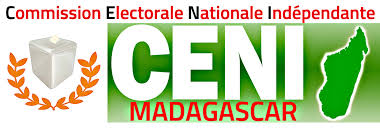 Commission Electorale Nationale Indépendante
CENI
MADAGASCAR